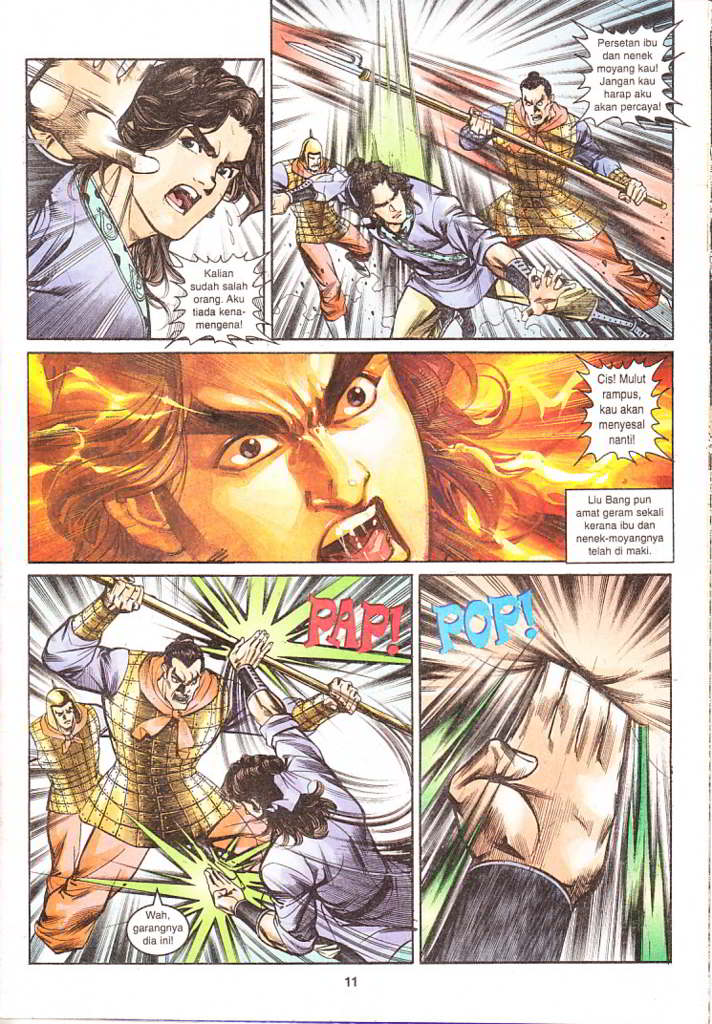 Kalian
sudah salah
orang. Aku
tiada kena-
mengena!
Persetan ibu
dan nenek
moyang kau!
Jangan kau
harap aku
akan percaya!
Cis! Mulut
rampus,
kau akan
menyesal
nanti!
Liu Bang pun
amat geram sekali
kerana ibu dan
nenek-moyangnya
telah di maki.
PAP!
Wah,
garangnya
dia ini!
POP!
11